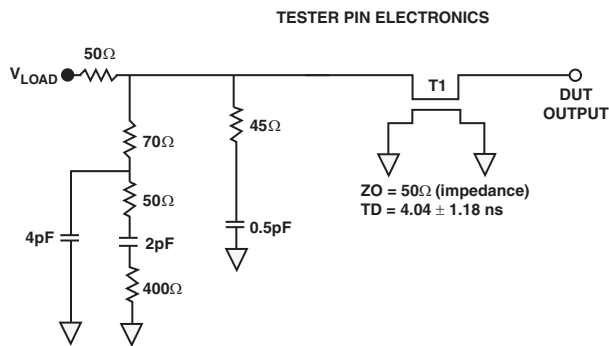 TESTER PIN ELECTRONICS
50Ω
VLOAD
T1
DUT
OUTPUT
70Ω
45Ω
50Ω
4pF
2pF
0.5pF
400Ω
ZO = 50Ω (impedance)
TD = 4.04 ± 1.18 ns